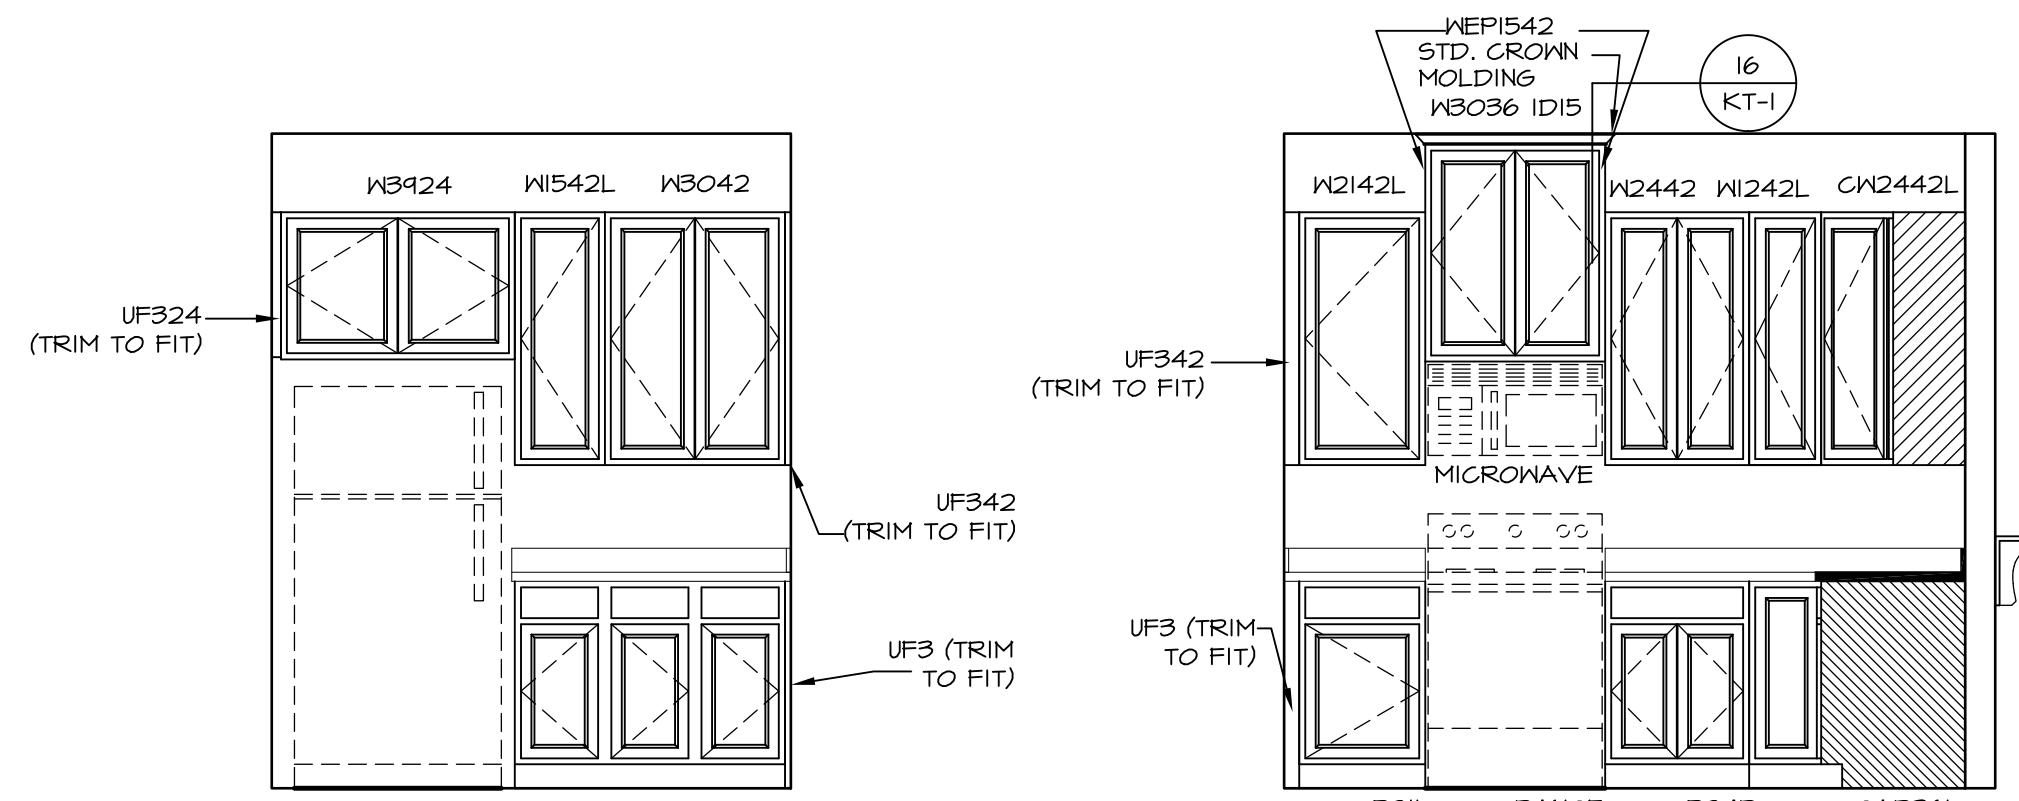 WEP1542
STD. CROWN
MOLDING
W3036 1D15
16
KT-1
W3924
W1542L
W3042
W2142L
W2442
W1242L
CW2442L
UF324
(TRIM TO FIT)
UF342
(TRIM TO FIT)
MICROWAVE
UF342
(TRIM TO FIT)
UF3 (TRIM
TO FIT)
UF3 (TRIM
TO FIT)